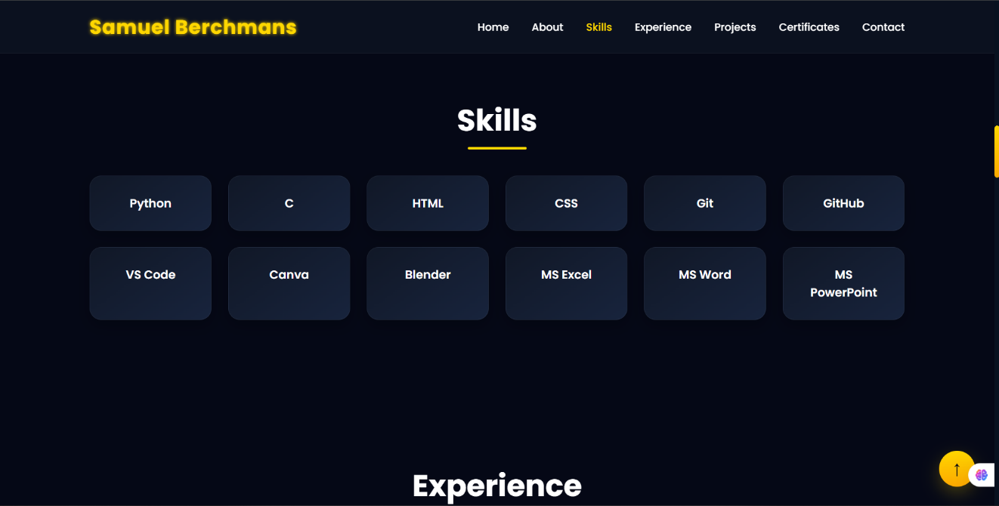 Samuel Berchmans
Home About Skills Experience Projects Certificates Contact
Skills
Python C HTML CSS Git GitHub
VS Code Canva Blender MS Excel MS Word MS
PowerPoint
↑
Experience